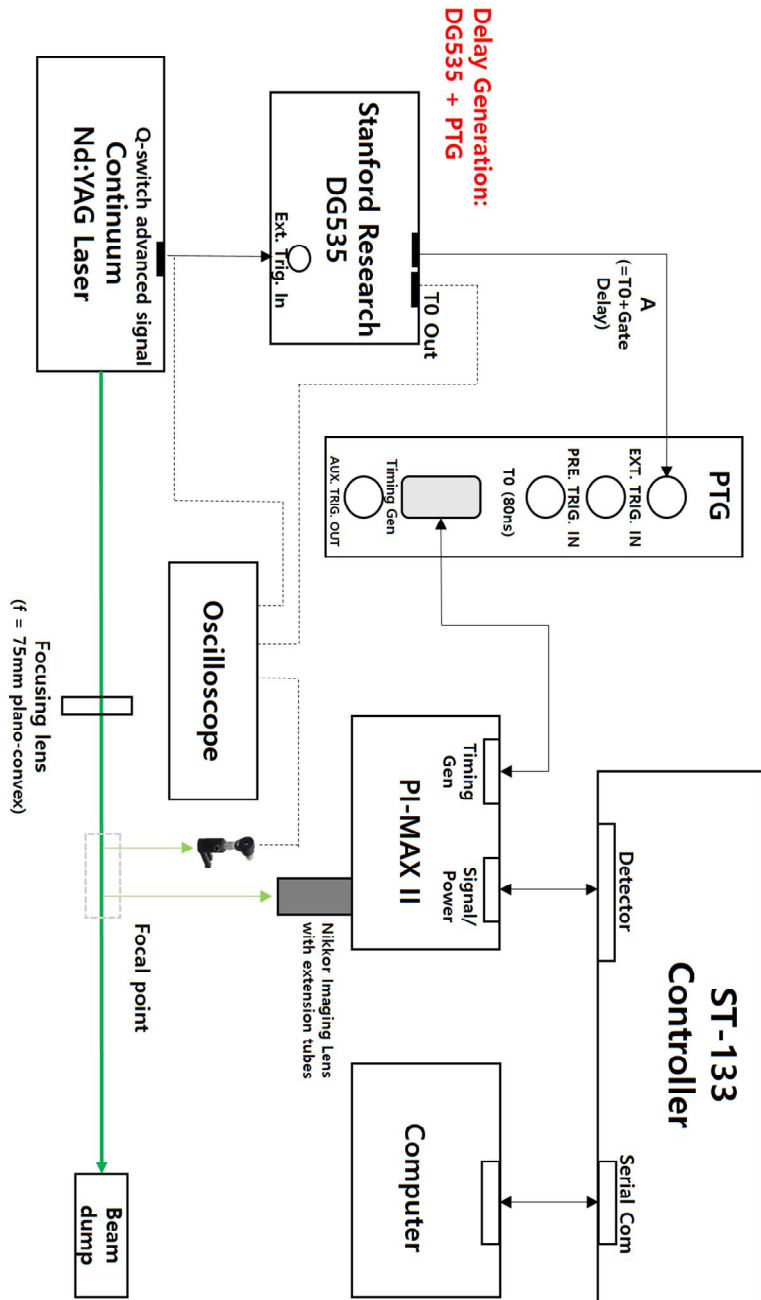 Delay Generation:
DG535 + PTG
ST-133
Controller
Detector
Serial Com
PTG
EXT. TRIG. IN
PRE. TRIG. IN
T0 (80ns)
Timing Gen
AUX. TRIG. OUT
A
(=T0+Gate
Delay)
T0 Out
Stanford Research
DG535
Ext. Trig. In
Timing
Gen
Signal/
Power
PI-MAX II
Computer
Nikkor Imaging Lens
with extension tubes
Oscilloscope
Q-switch advanced signal
Continuum
Nd:YAG Laser
Focusing lens
(f = 75mm plano-convex)
Focal point
Beam
dump